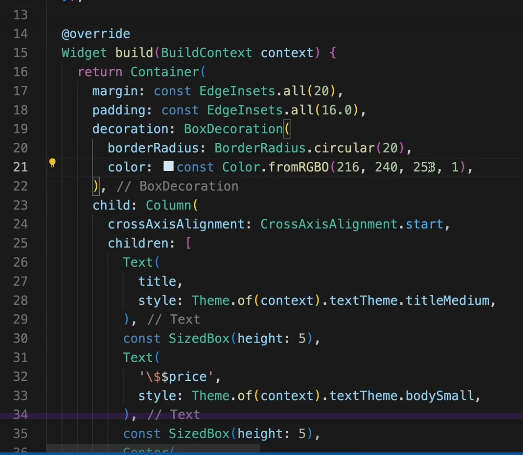 13
14 @override
15 Widget build(BuildContext context) {
16 return Container(
17 margin: const EdgeInsets.all(20),
18 padding: const EdgeInsets.all(16.0),
19 decoration: BoxDecoration(
20 borderRadius: BorderRadius.circular(20),
21 color: const Color.fromRGBO(216, 240, 253, 1),
22 ), // BoxDecoration
23 child: Column(
24 crossAxisAlignment: CrossAxisAlignment.start,
25 children: [
26 Text(
27 title,
28 style: Theme.of(context).textTheme.titleMedium,
29 ), // Text
30 const SizedBox(height: 5),
31 Text(
32 '\$$price',
33 style: Theme.of(context).textTheme.bodySmall,
34 ), // Text
35 const SizedBox(height: 5),
36 Center(